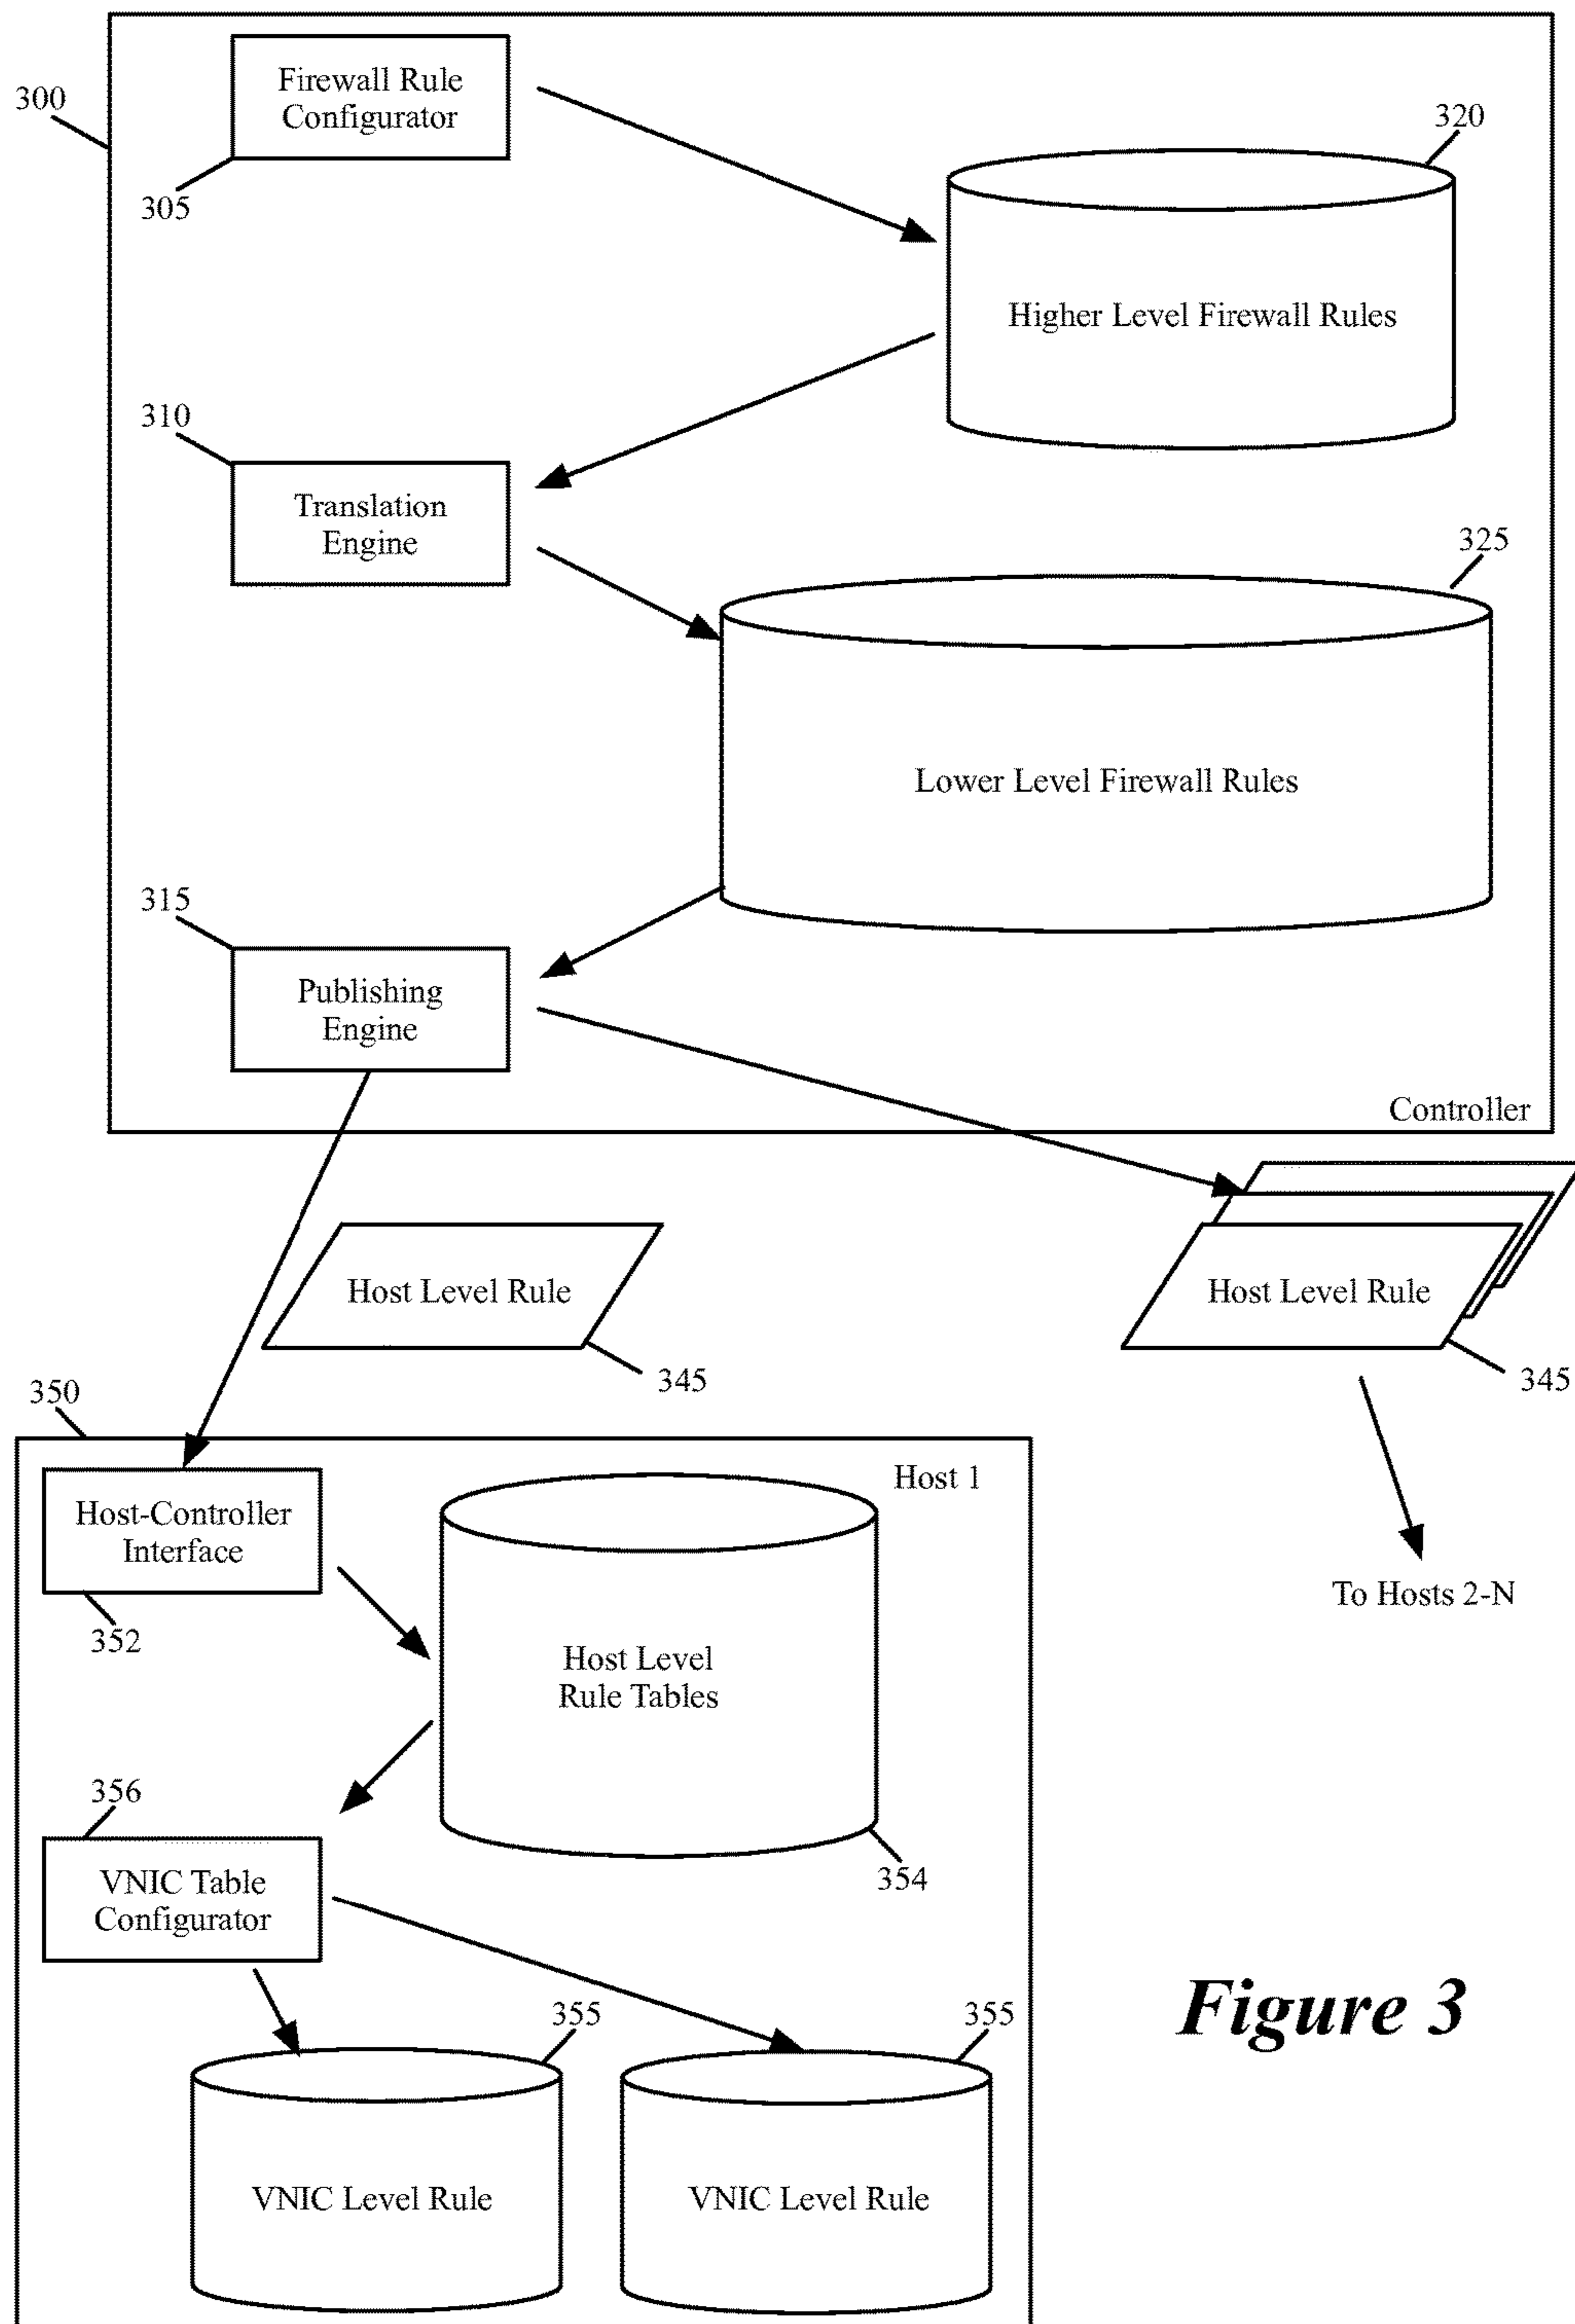 300
Firewall Rule
Configurator
305
320
Higher Level Firewall Rules
310
Translation
Engine
325
Lower Level Firewall Rules
315
Publishing
Engine
Controller
Host Level Rule
345
Host Level Rule
345
350
Host 1
Host-Controller
Interface
352
To Hosts 2-N
Host Level
Rule Tables
354
356
VNIC Table
Configurator
355
355
VNIC Level Rule
VNIC Level Rule
Figure 3